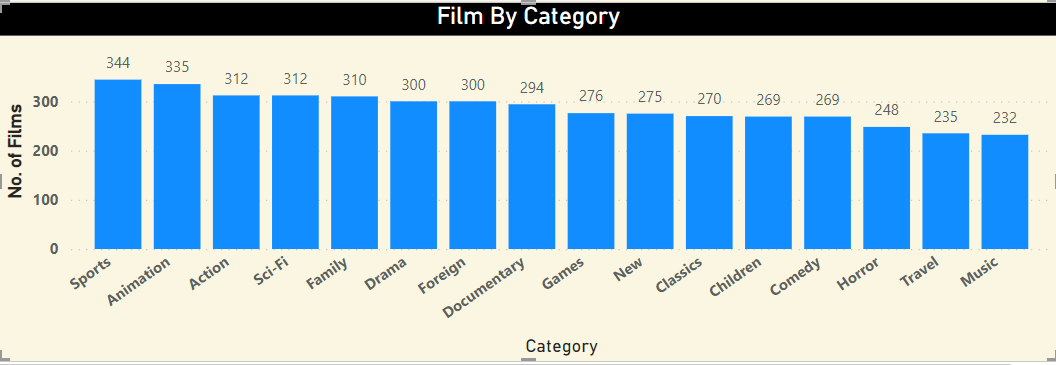 Film By Category
No. of Films
300
200
100
0
344 335 312 312 310 300 300 294 276 275 270 269 269 248 235 232
Sports Animation Action Sci-Fi Family Drama Foreign Documentary Games New Classics Children Comedy Horror Travel Music
Category